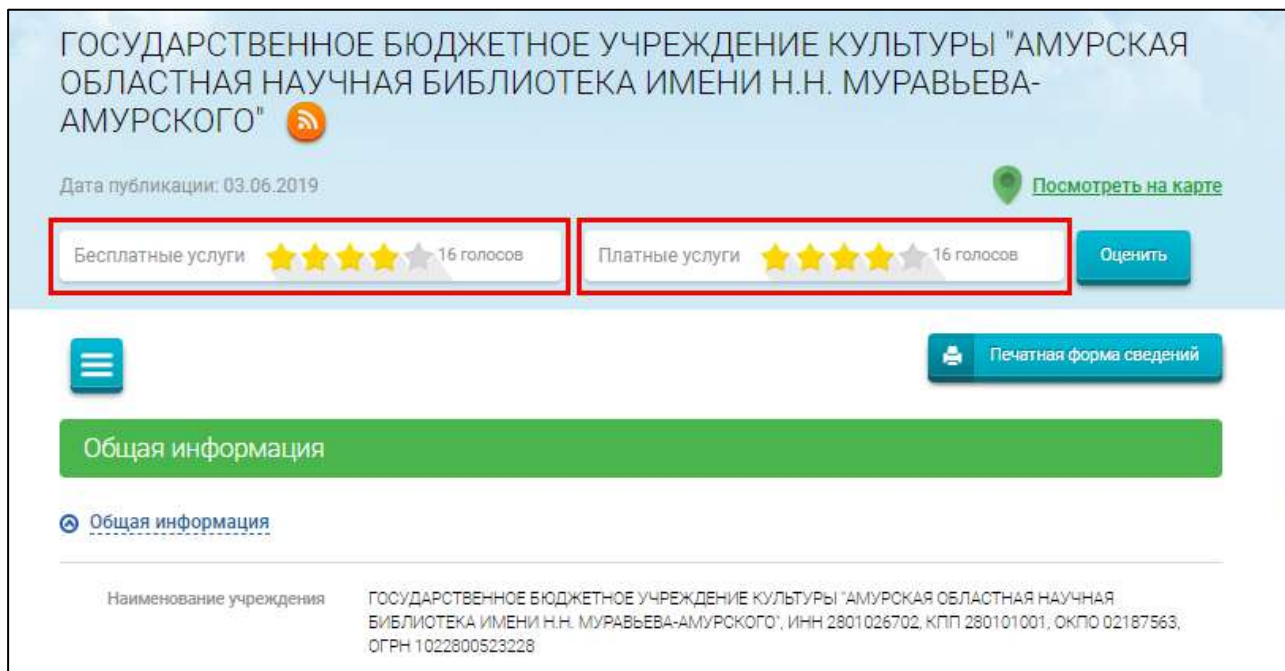 ГОСУДАРСТВЕННОЕ БЮДЖЕТНОЕ УЧРЕЖДЕНИЕ КУЛЬТУРЫ "АМУРСКАЯ
ОБЛАСТНАЯ НАУЧНАЯ БИБЛИОТЕКА ИМЕНИ Н.Н. МУРАВЬЕВА-
АМУРСКОГО"
Дата публикации: 03.06.2019
Посмотреть на карте
Бесплатные услуги 16 голосов
Платные услуги 16 голосов
Оценить
Печатная форма сведений
Общая информация
Общая информация
Наименование учреждения
ГОСУДАРСТВЕННОЕ БЮДЖЕТНОЕ УЧРЕЖДЕНИЕ КУЛЬТУРЫ "АМУРСКАЯ ОБЛАСТНАЯ НАУЧНАЯ
БИБЛИОТЕКА ИМЕНИ Н.Н. МУРАВЬЕВА-АМУРСКОГО", ИНН 2801026702, КПП 280101001, ОКПО 02187563,
ОГРН 1022800523228